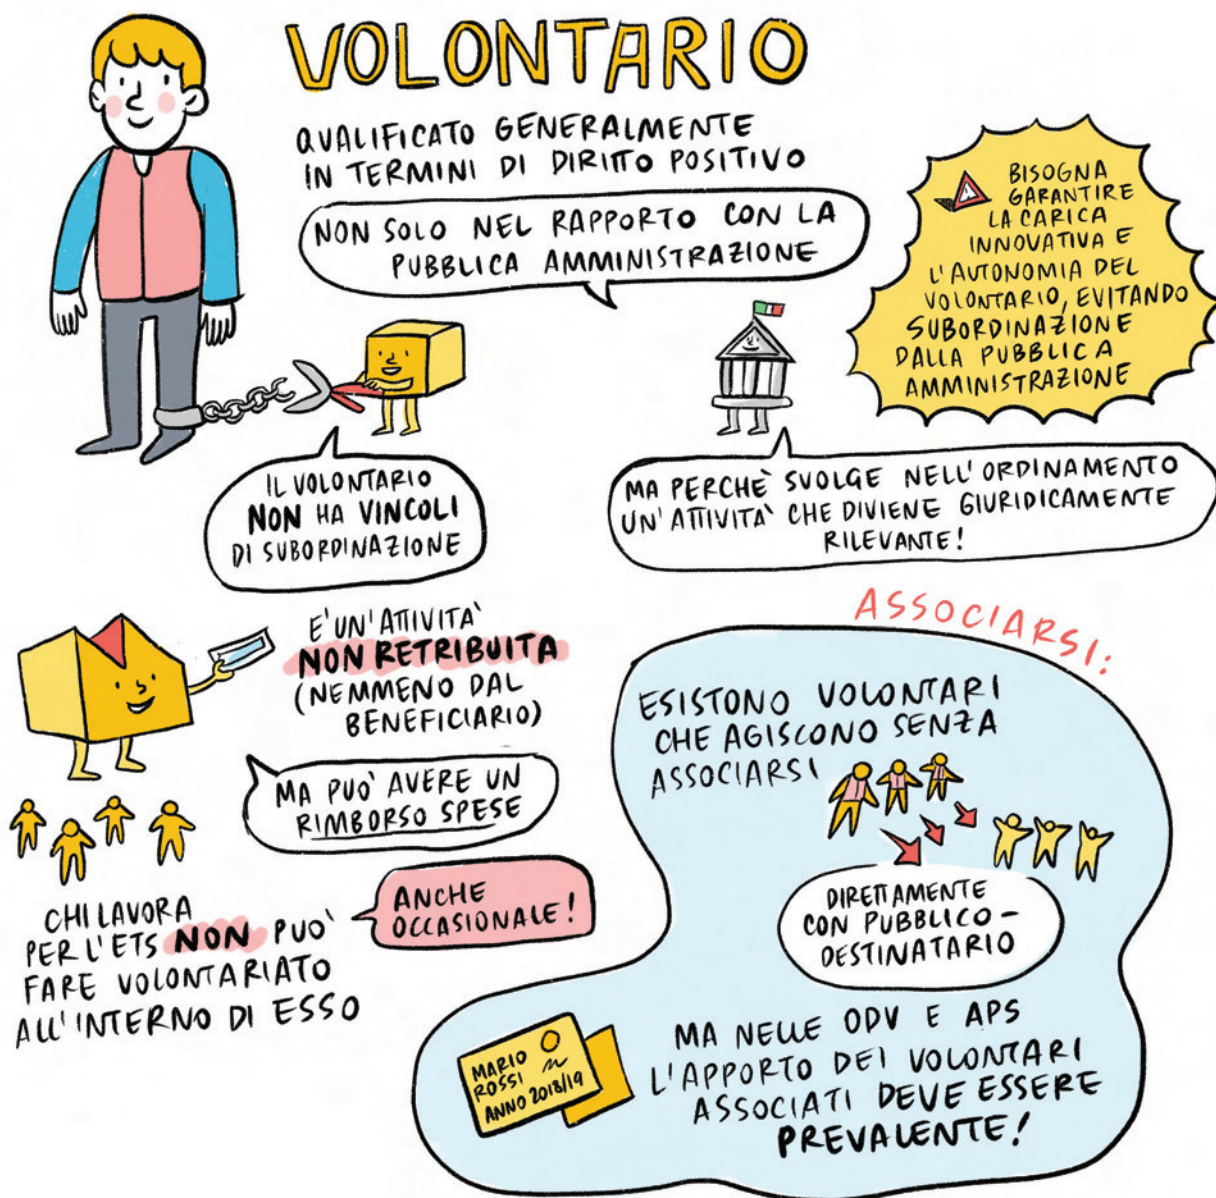 VOLONTARIO
QUALIFICATO GENERALMENTE
IN TERMINI DI DIRITTO POSITIVO
NON SOLO NEL RAPPORTO CON LA
PUBBLICA AMMINISTRAZIONE
BISOGNA
GARANTIRE
LA CARICA
INNOVATIVA E
L'AUTONOMIA DEL
VOLONTARIO, EVITANDO
SUBORDINAZIONE
DALLA PUBBLICA
AMMINISTRAZIONE
IL VOLONTARIO
NON HA VINCOLI
DI SUBORDINAZIONE
MA PERCHÈ SVOLGE NELL'ORDINAMENTO
UN'ATTIVITÀ CHE DIVIENE GIURIDICAMENTE
RILEVANTE!
E'UN'ATTIVITÀ
NON RETRIBUITA
(NEMMENO DAL
BENEFICIARIO)
MA PUÒ AVERE UN
RIMBORSO SPESE
CHI LAVORA
PER L'ETS NON PUÒ
FARE VOLONTARIATO
ALL'INTERNO DI ESSO
ANCHE
OCCASIONALE!
ASSOCIARSI:
ESISTONO VOLONTARI
CHE AGISCONO SENZA
ASSOCIARSI
DIRETTAMENTE
CON PUBBLICO-
DESTINATARIO
MARIO
ROSSI
ANNO 2018/19
MA NELLE ODV E APS
L'APPORTO DEI VOLONTARI
ASSOCIATI DEVE ESSERE
PREVALENTE!